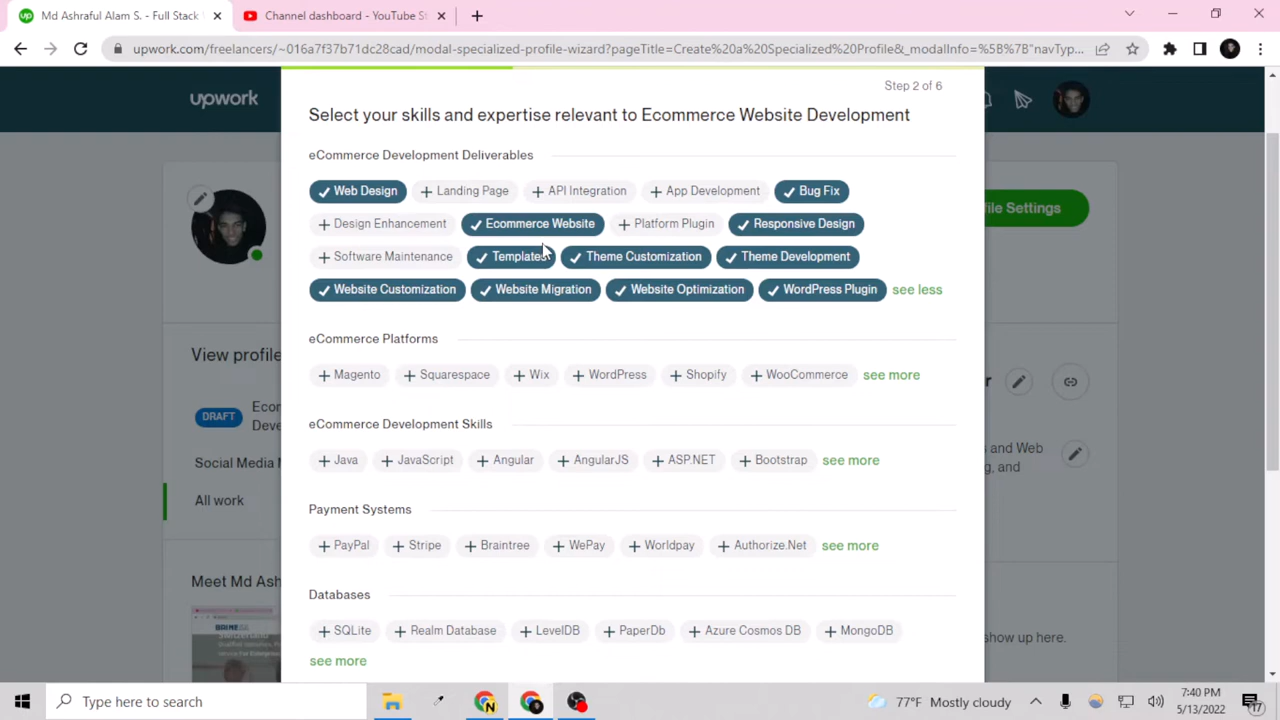 Md Ashraful Alam S. - Full Stack
Channel dashboard - YouTube St
upwork.com/freelancers/~016a7f37b71dc28cad/modal-specialized-profile-wizard?pageTitle=Create%20a%20Specialized%20Profile&_modalInfo=%5B%7B"navTyp...
upwork
Step 2 of 6
Select your skills and expertise relevant to Ecommerce Website Development
eCommerce Development Deliverables
Web Design Landing Page API Integration App Development Bug Fix
Design Enhancement Ecommerce Website Platform Plugin Responsive Design
file Settings
Software Maintenance Templates Theme Customization Theme Development
Website Customization Website Migration Website Optimization WordPress Plugin see less
eCommerce Platforms
View profile
Magento Squarespace Wix WordPress Shopify WooCommerce see more
r
DRAFT Econ
Deve
eCommerce Development Skills
s and Web
g, and
Social Media M
Java JavaScript Angular AngularJS ASP.NET Bootstrap see more
All work
Payment Systems
PayPal Stripe Braintree WePay Worldpay Authorize.Net see more
Meet Md Ash
Databases
SQLite Realm Database LevelDB PaperDb Azure Cosmos DB MongoDB
show up here.
see more
Type here to search
77°F Mostly cloudy
7:40 PM
5/13/2022
17